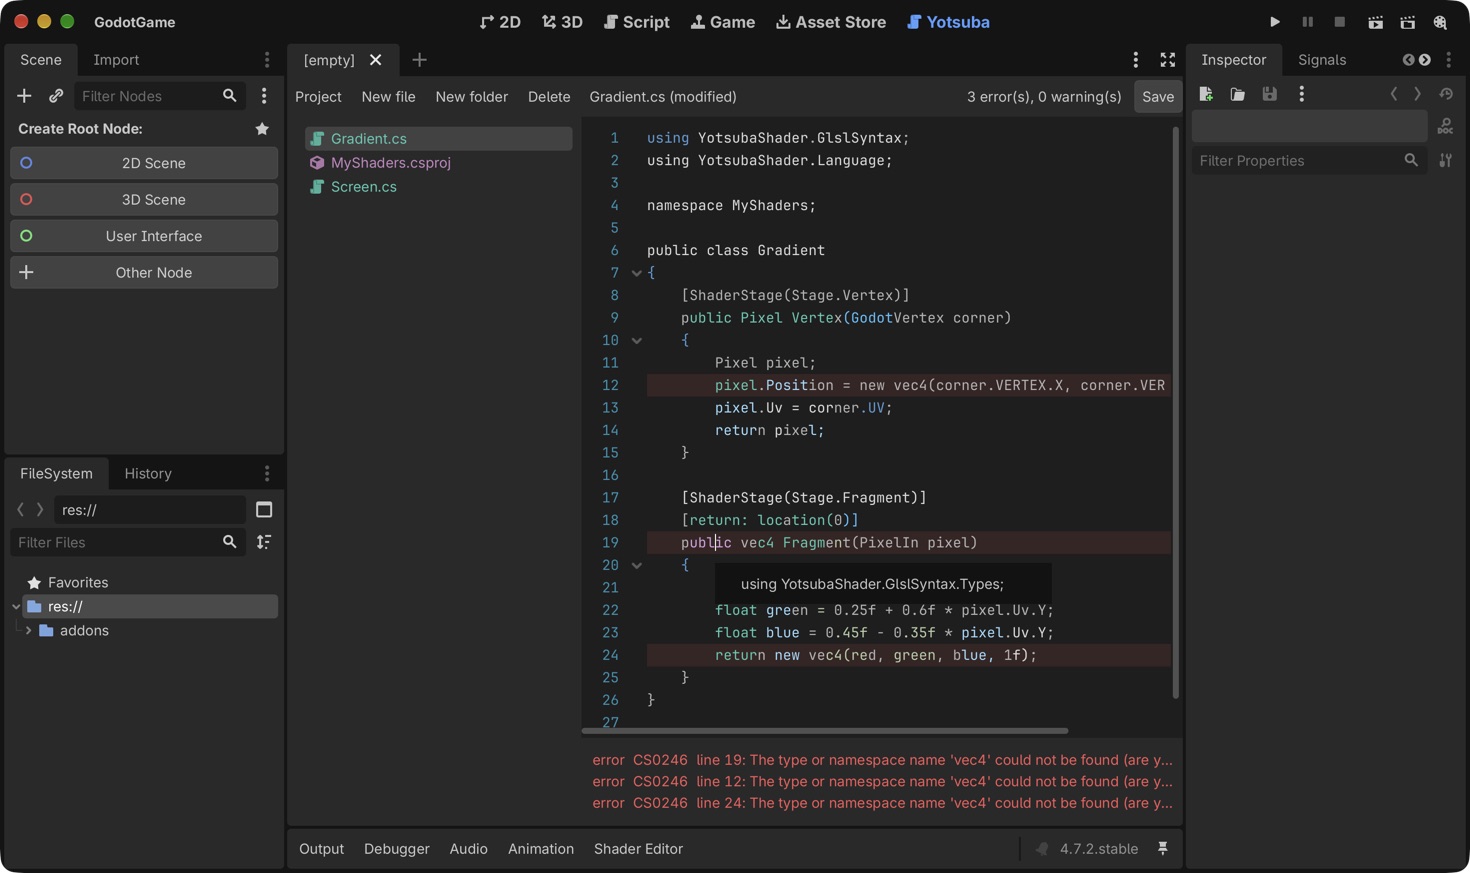 GodotGame
2D 3D Script Game Asset Store Yotsuba
Scene Import
Filter Nodes
Create Root Node:
2D Scene
3D Scene
User Interface
Other Node
FileSystem History
res://
Filter Files
Favorites
res://
addons
[empty]
Project New file New folder Delete Gradient.cs (modified) 3 error(s), 0 warning(s) Save
Gradient.cs
MyShaders.csproj
Screen.cs
1 using YotsubaShader.GlslSyntax;
2 using YotsubaShader.Language;
3
4 namespace MyShaders;
5
6 public class Gradient
7 {
8 [ShaderStage(Stage.Vertex)]
9 public Pixel Vertex(GodotVertex corner)
10 {
11 Pixel pixel;
12 pixel.Position = new vec4(corner.VERTEX.X, corner.VER
13 pixel.Uv = corner.UV;
14 return pixel;
15 }
16
17 [ShaderStage(Stage.Fragment)]
18 [return: location(0)]
19 public vec4 Fragment(PixelIn pixel)
20 {
21 using YotsubaShader.GlslSyntax.Types;
22 float green = 0.25f + 0.6f * pixel.Uv.Y;
23 float blue = 0.45f - 0.35f * pixel.Uv.Y;
24 return new vec4(red, green, blue, 1f);
25 }
26 }
27
error CS0246 line 19: The type or namespace name 'vec4' could not be found (are y...
error CS0246 line 12: The type or namespace name 'vec4' could not be found (are y...
error CS0246 line 24: The type or namespace name 'vec4' could not be found (are y...
Output Debugger Audio Animation Shader Editor 4.7.2.stable
Inspector Signals
DOC
Filter Properties